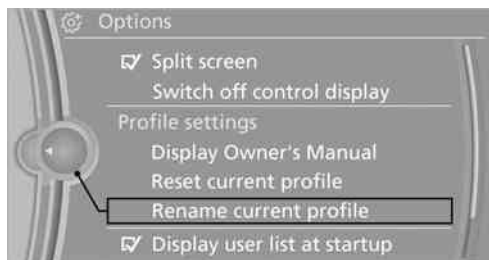 Options
Split screen
Switch off control display
Profile settings
Display Owner's Manual
Reset current profile
Rename current profile
Display user list at startup